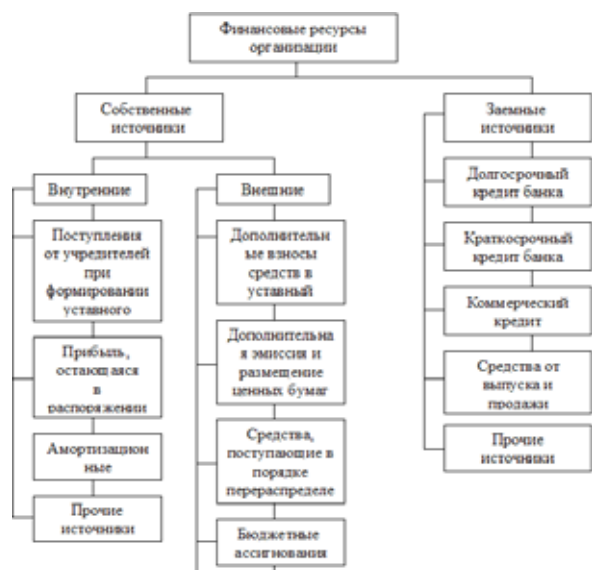 Финансовые ресурсы
организации
Собственные
источники
Заемные
источники
Внутренние
Внешние
Поступления
от учредителей
при
формировании
уставного
Прибыль,
остающаяся
в
распоряжении
Амортизацион
ные
Прочие
источники
Дополнительн
ые взносы
средств в
уставный
Дополнительна
я эмиссия и
размещение
ценных бумаг
Средства,
поступающие в
порядке
перераспреде
Бюджетные
ассигнования
Долгосрочный
кредит банка
Краткосрочный
кредит банка
Коммерческий
кредит
Средства от
выпуска и
продажи
Прочие
источники